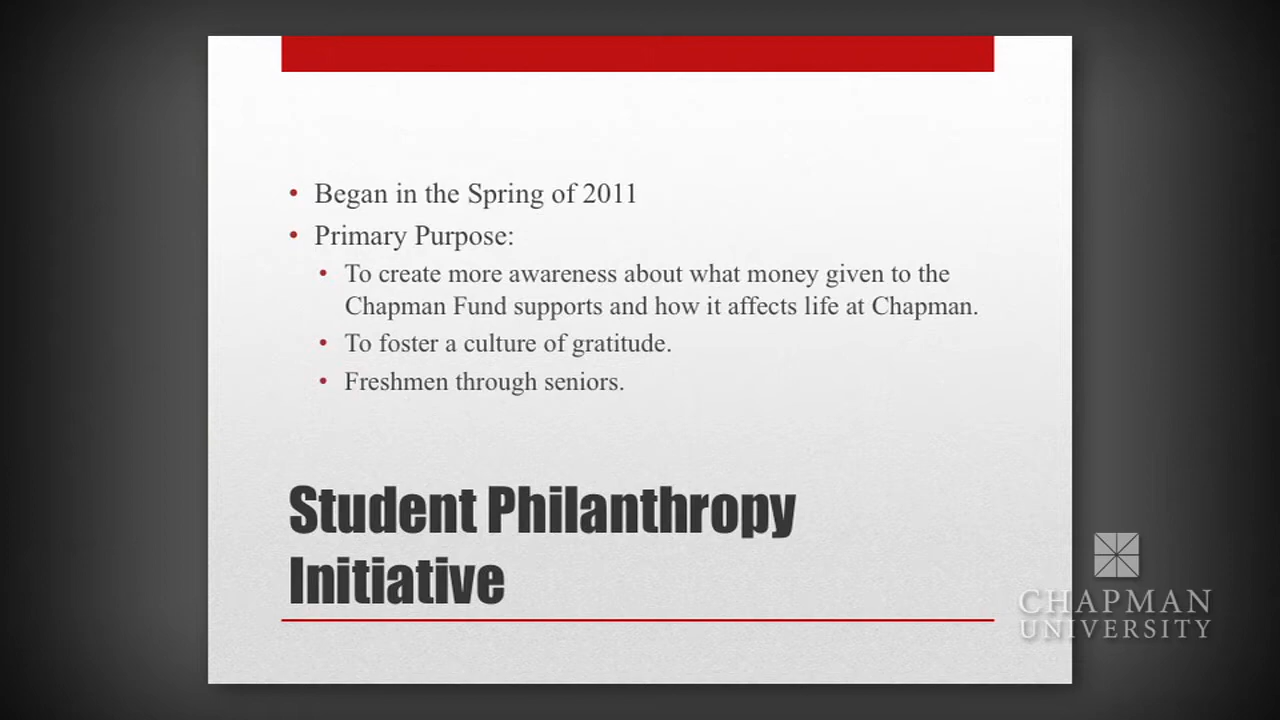 • Began in the Spring of 2011
• Primary Purpose:
• To create more awareness about what money given to the
Chapman Fund supports and how it affects life at Chapman.
• To foster a culture of gratitude.
• Freshmen through seniors.
Student Philanthropy
Initiative
CHAPMAN
UNIVERSITY